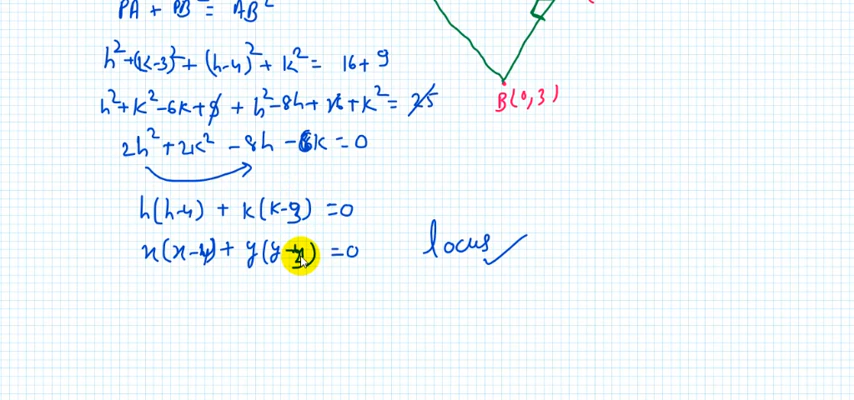 PA² + PB² = AB²
h²+(k-3)²+(h-4)²+k² = 16+9
h²+k²-6k+9 + h²-8h+16+k² = 25
B(0,3)
2h²+2k² -8h -6k = 0
h(h-4) + k(k-3) = 0
x(x-4) + y(y-3) = 0
locus ✓